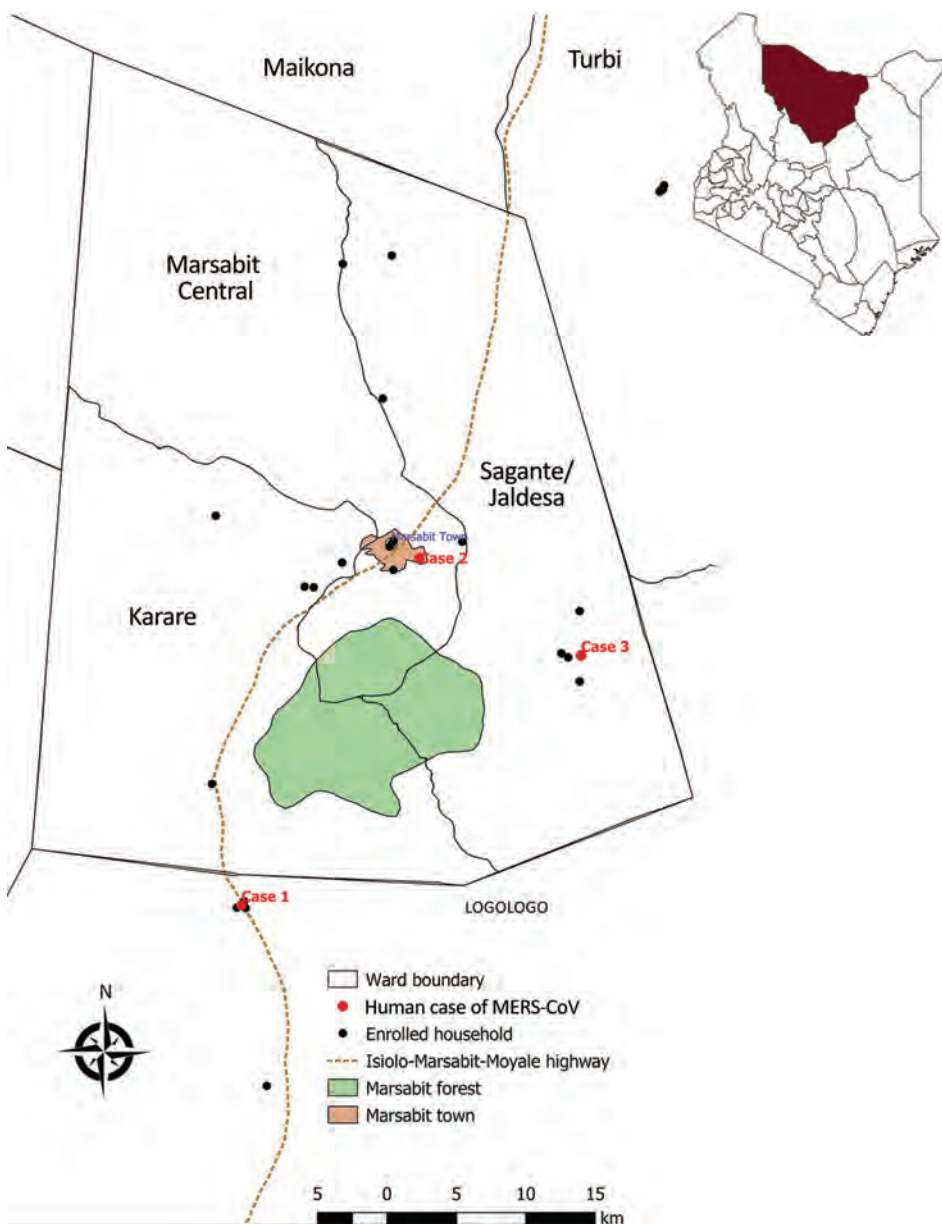 Maikona
Turbi
Marsabit
Central
Sagante/
Jaldesa
Marsabit Town
Case 2
Karare
Case 3
Case 1
LOGOLOGO
N
Ward boundary
Human case of MERS-CoV
Enrolled household
Isiolo-Marsabit-Moyale highway
Marsabit forest
Marsabit town
5 0 5 10 15
km